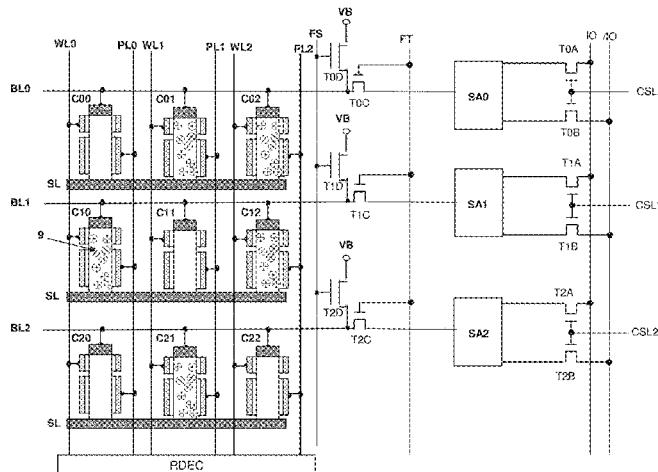 VB
WL0 PL0 WL1 PL1 WL2 PL2 FS FT IO /IO
T0D T0A
BL0
C00 C01 C02 T0C SA0 CSL
VB T0B
SL
T1D T1A
BL1
C10 C11 C12 T1C SA1 CSL
9
VB T1B
SL
T2D T2A
BL2
C20 C21 C22 T2C SA2 CSL2
T2B
SL
RDEC